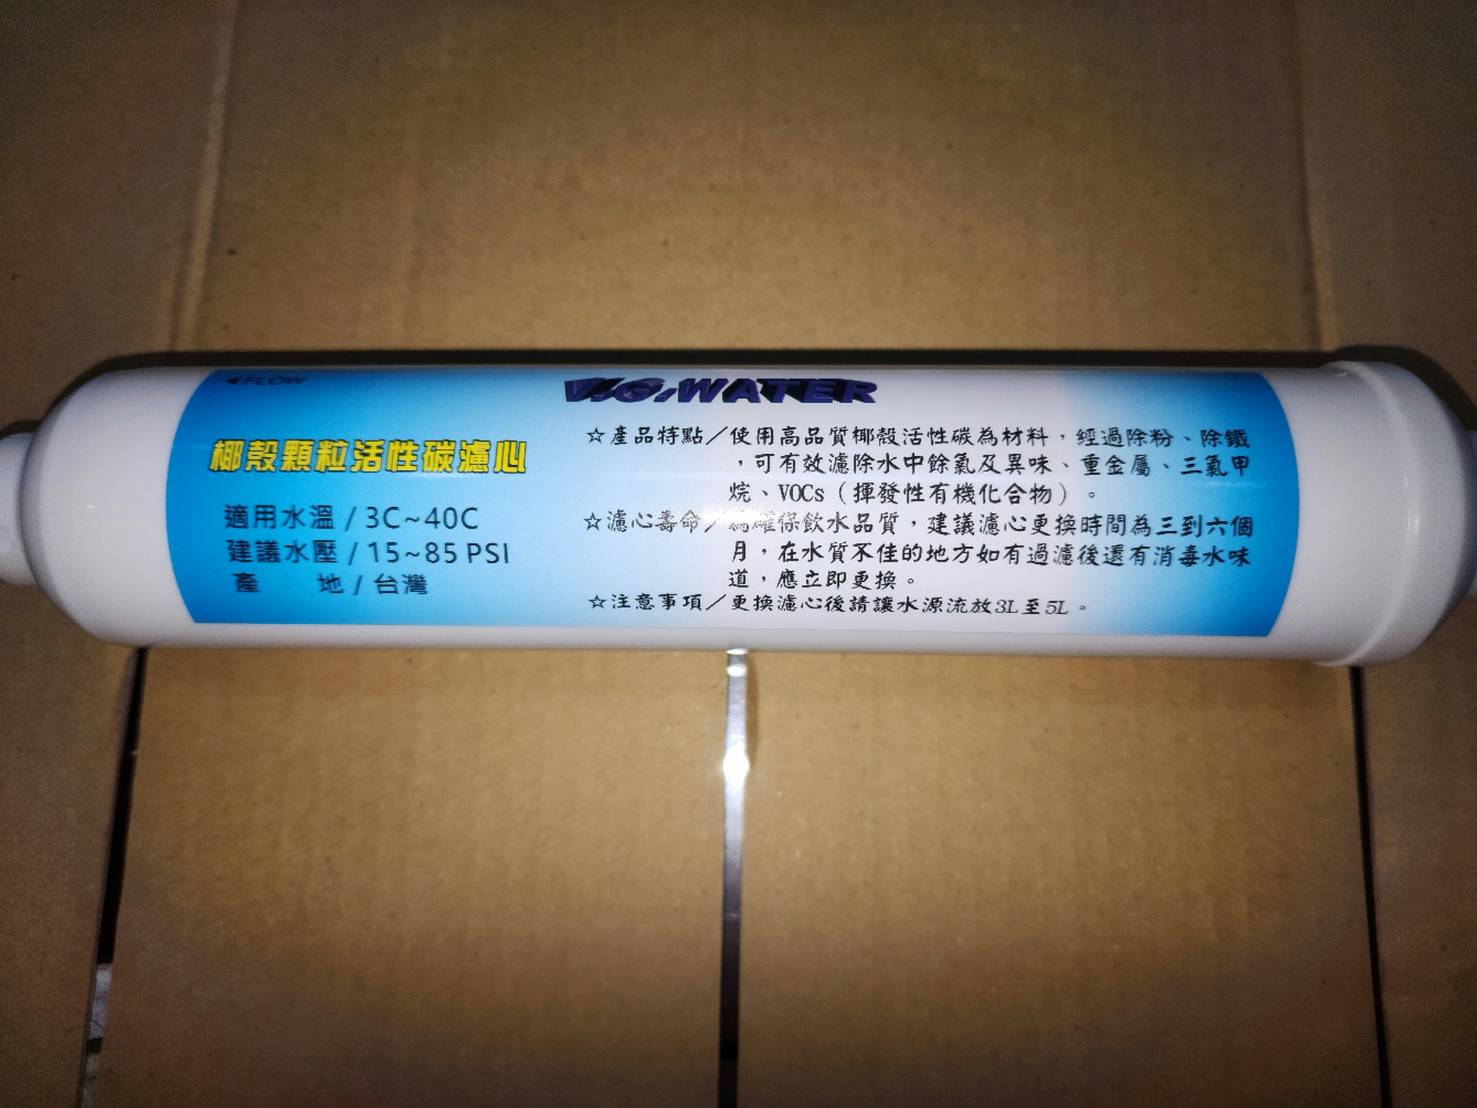 ◀FLOW
V.G.WATER
椰殼顆粒活性碳濾心
適用水溫 / 3C~40C
建議水壓 / 15~85 PSI
產 地 / 台灣
☆產品特點／使用高品質椰殼活性碳為材料，經過除粉、除鐵
，可有效濾除水中餘氯及異味、重金屬、三氯甲
烷、VOCs（揮發性有機化合物）。
☆濾心壽命／為確保飲水品質，建議濾心更換時間為三到六個
月，在水質不佳的地方如有過濾後還有消毒水味
道，應立即更換。
☆注意事項／更換濾心後請讓水源流放3L至5L。